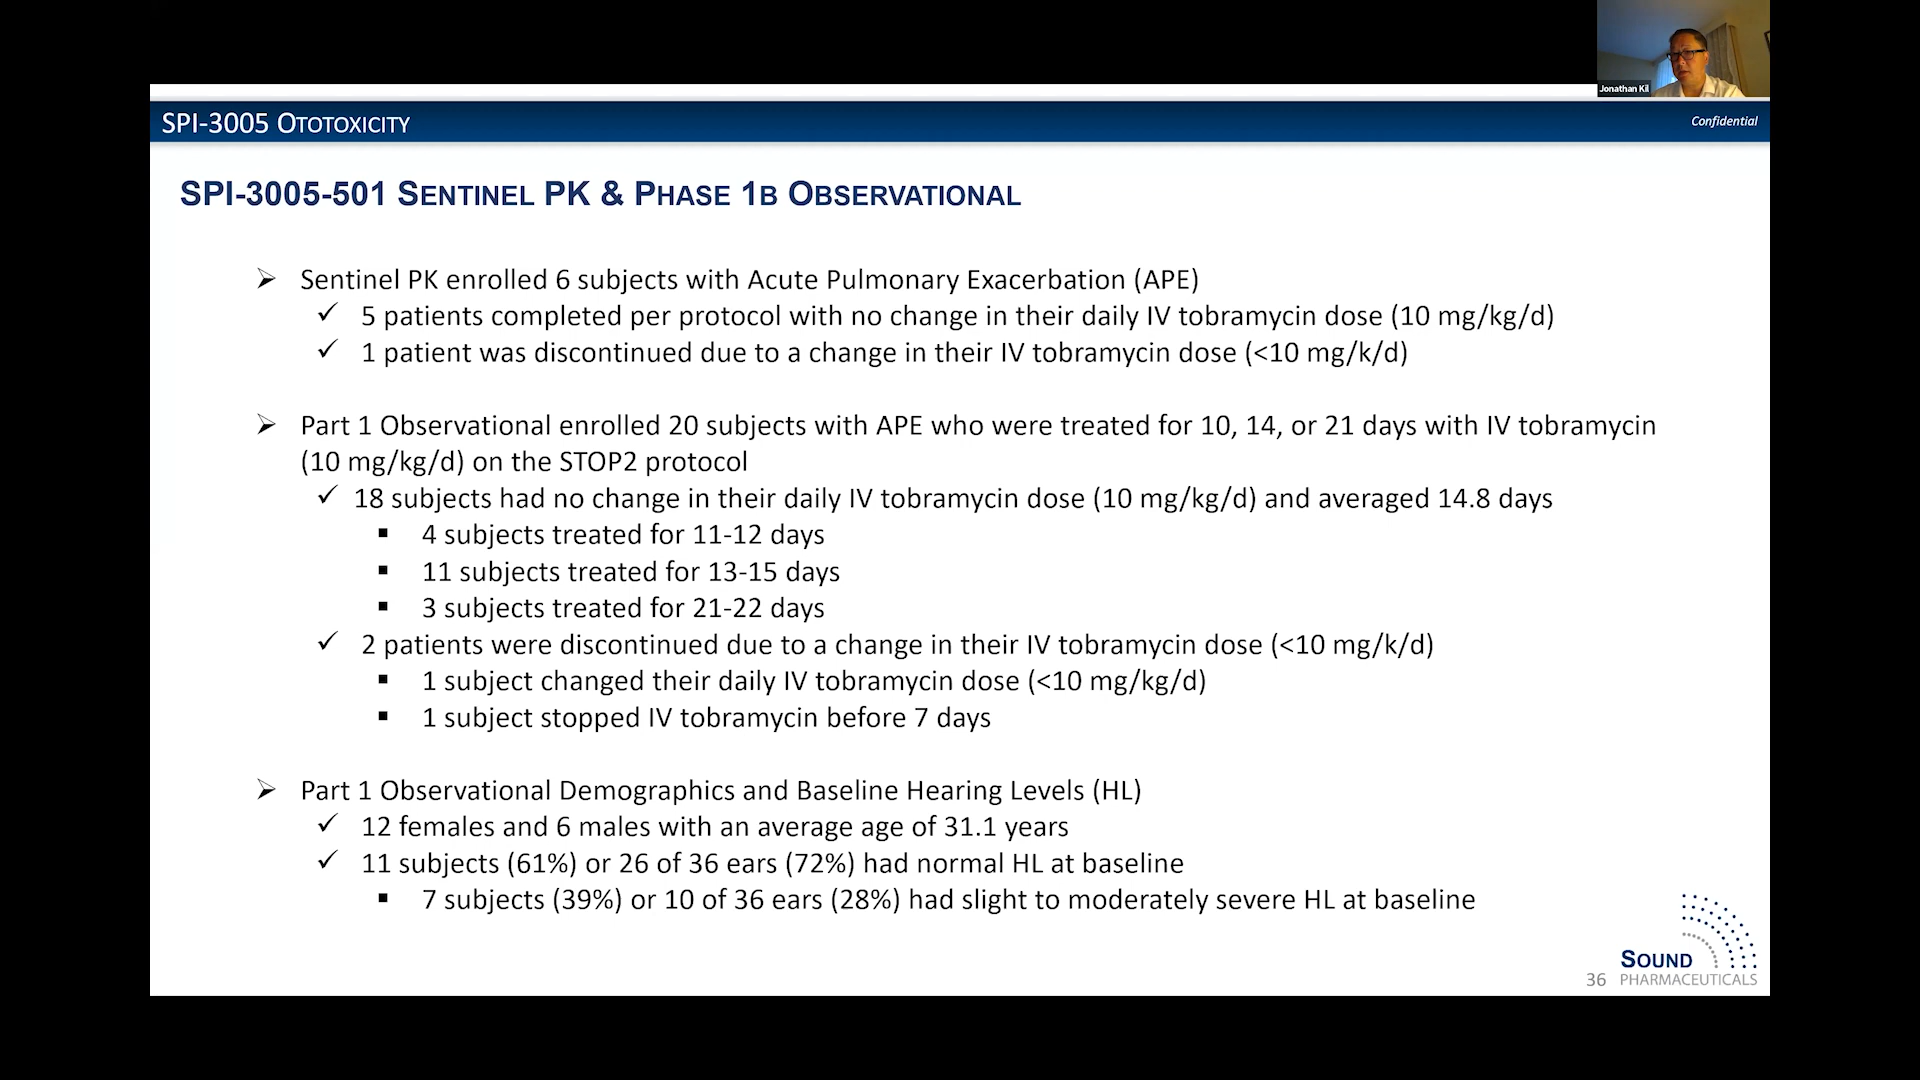 Jonathan Kil
SPI-3005 OTOTOXICITY
Confidential
SPI-3005-501 SENTINEL PK & PHASE 1B OBSERVATIONAL
Sentinel PK enrolled 6 subjects with Acute Pulmonary Exacerbation (APE)
5 patients completed per protocol with no change in their daily IV tobramycin dose (10 mg/kg/d)
1 patient was discontinued due to a change in their IV tobramycin dose (<10 mg/k/d)
Part 1 Observational enrolled 20 subjects with APE who were treated for 10, 14, or 21 days with IV tobramycin
(10 mg/kg/d) on the STOP2 protocol
18 subjects had no change in their daily IV tobramycin dose (10 mg/kg/d) and averaged 14.8 days
4 subjects treated for 11-12 days
11 subjects treated for 13-15 days
3 subjects treated for 21-22 days
2 patients were discontinued due to a change in their IV tobramycin dose (<10 mg/k/d)
1 subject changed their daily IV tobramycin dose (<10 mg/kg/d)
1 subject stopped IV tobramycin before 7 days
Part 1 Observational Demographics and Baseline Hearing Levels (HL)
12 females and 6 males with an average age of 31.1 years
11 subjects (61%) or 26 of 36 ears (72%) had normal HL at baseline
7 subjects (39%) or 10 of 36 ears (28%) had slight to moderately severe HL at baseline
SOUND
36 PHARMACEUTICALS